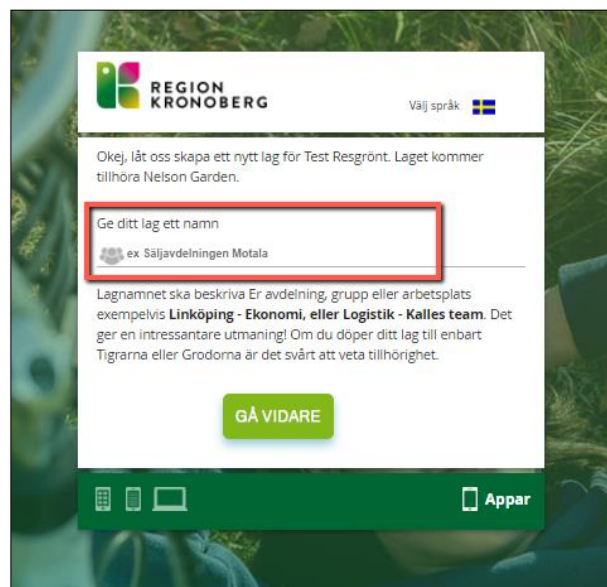 REGION
KRONOBERG
Välj språk
Okej, låt oss skapa ett nytt lag för Test Resgrönt. Laget kommer
tillhöra Nelson Garden.
Ge ditt lag ett namn
ex Säljavdelningen Motala
Lagnamnet ska beskriva Er avdelning, grupp eller arbetsplats
exempelvis Linköping - Ekonomi, eller Logistik - Kalles team. Det
ger en intressantare utmaning! Om du döper ditt lag till enbart
Tigrarna eller Grodorna är det svårt att veta tillhörighet.
GÅ VIDARE
Appar